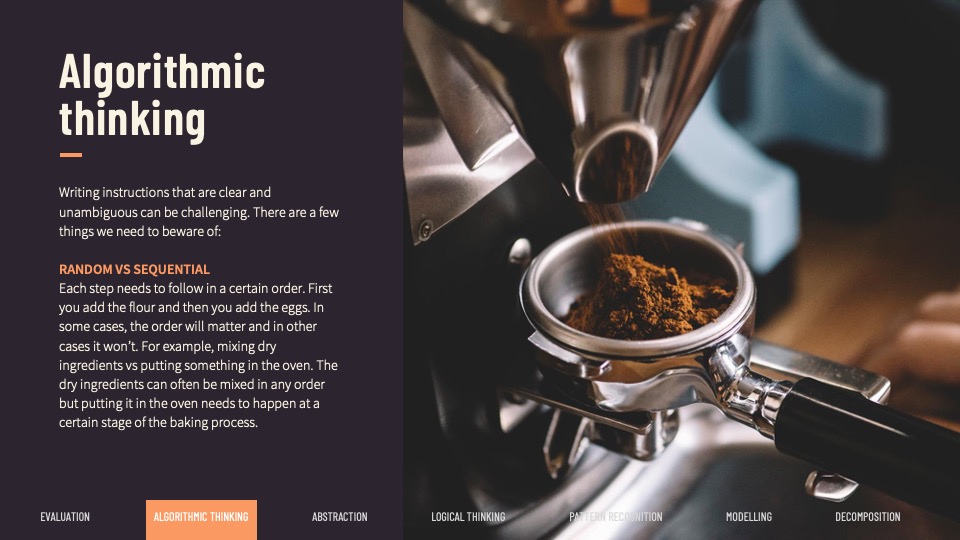 Algorithmic
thinking
Writing instructions that are clear and
unambiguous can be challenging. There are a few
things we need to beware of:
RANDOM VS SEQUENTIAL
Each step needs to follow in a certain order. First
you add the flour and then you add the eggs. In
some cases, the order will matter and in other
cases it won’t. For example, mixing dry
ingredients vs putting something in the oven. The
dry ingredients can often be mixed in any order
but putting it in the oven needs to happen at a
certain stage of the baking process.
EVALUATION ALGORITHMIC THINKING ABSTRACTION LOGICAL THINKING PATTERN RECOGNITION MODELLING DECOMPOSITION